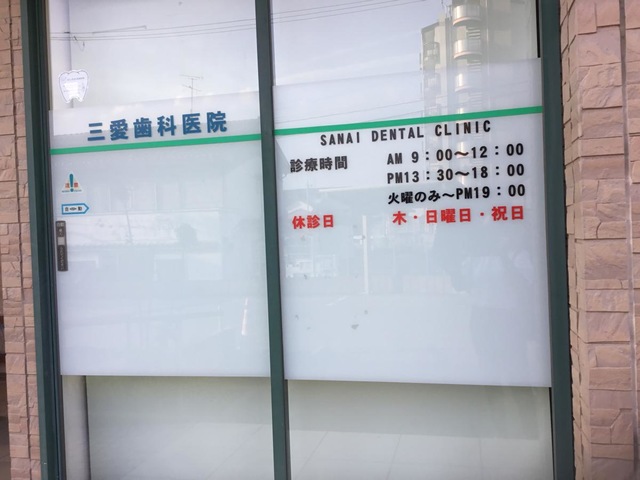 三愛歯科医院
SANAI DENTAL CLINIC
診療時間 AM 9:00〜12:00
PM13:30〜18:00
火曜のみ〜PM19:00
休診日 木・日曜日・祝日